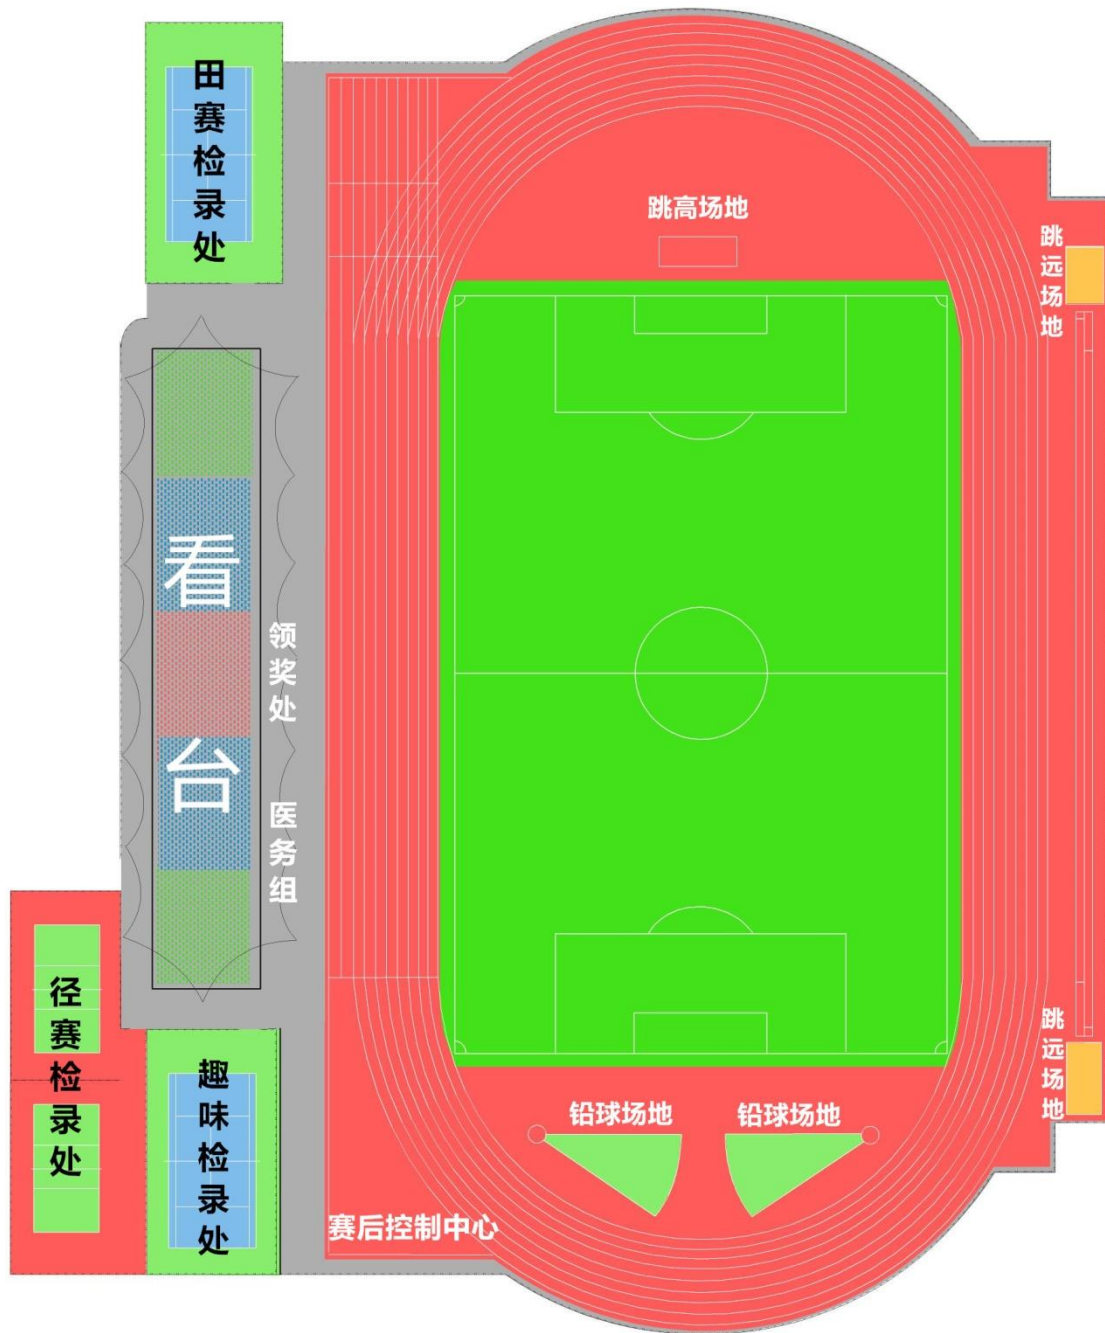 田赛检录处
跳高场地
跳远场地
看台
领奖处
医务组
径赛检录处
趣味检录处
跳远场地
铅球场地
铅球场地
赛后控制中心